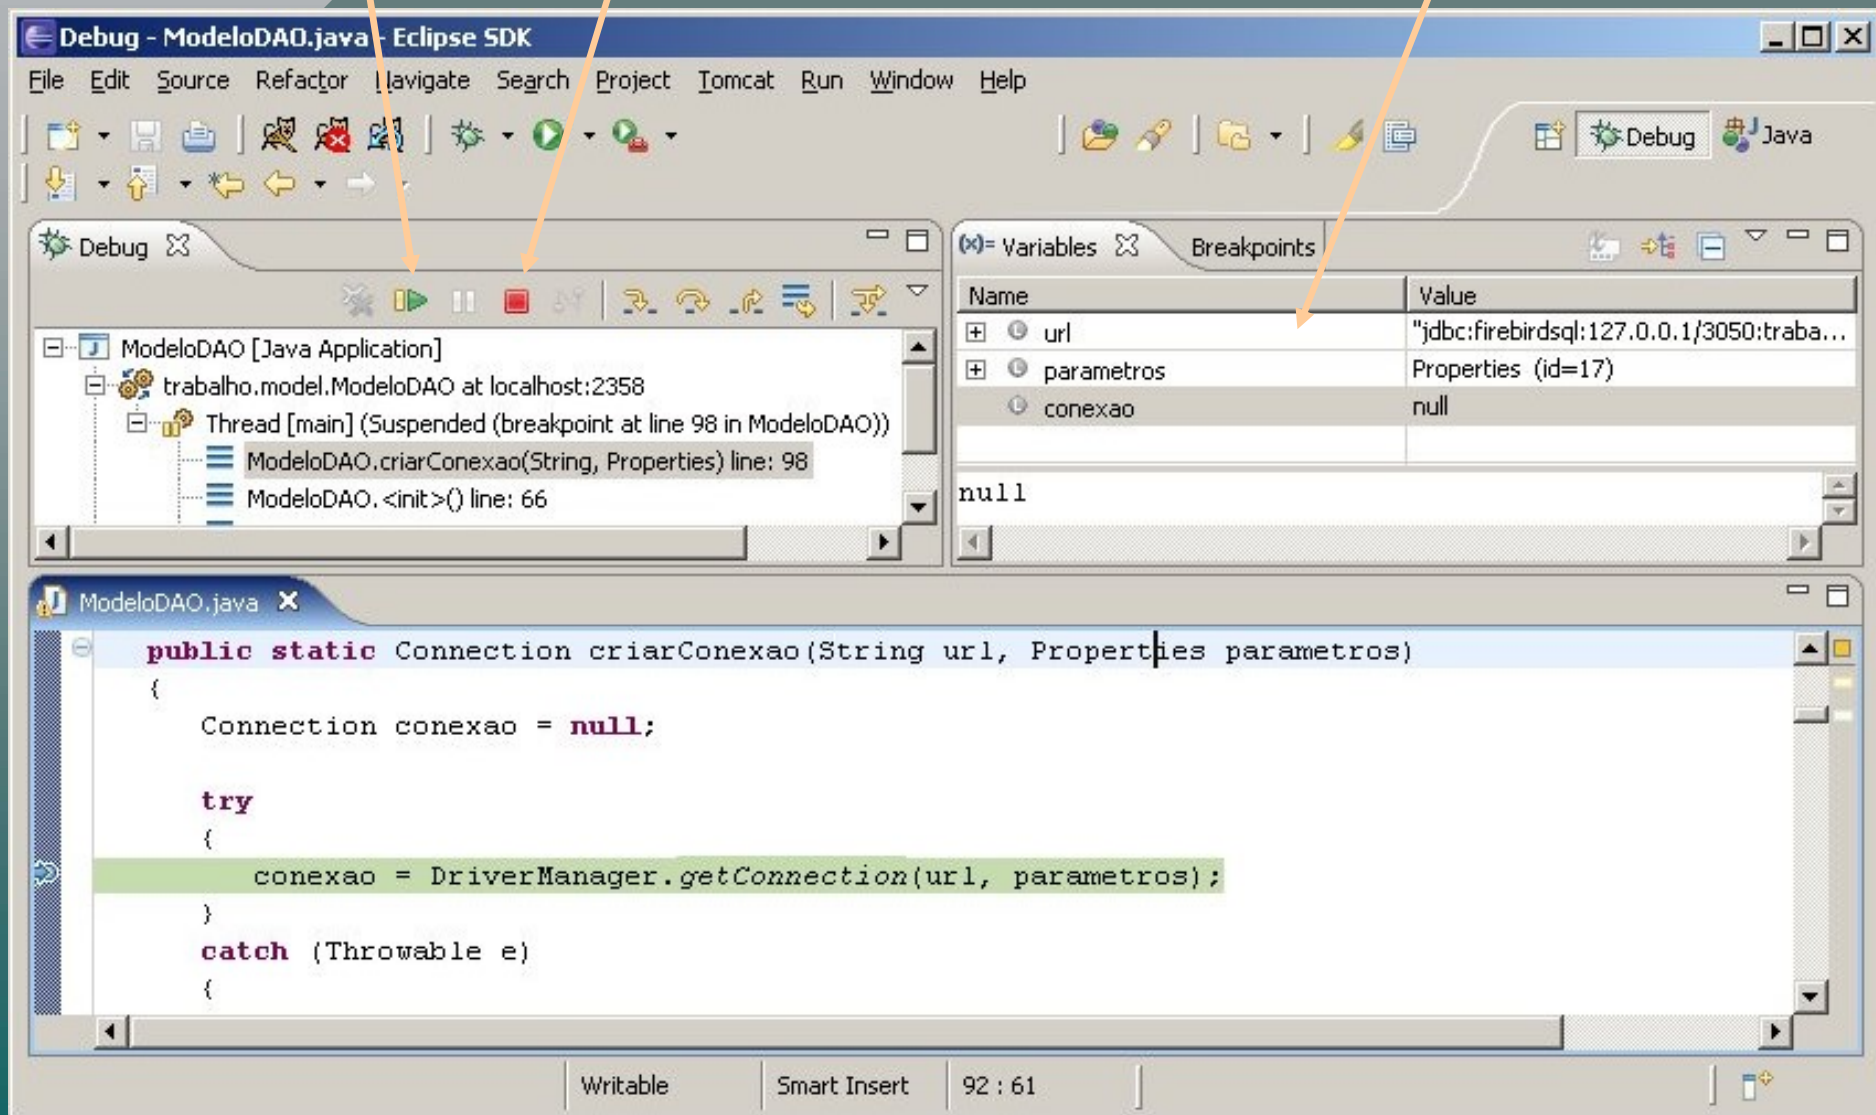 Debug - ModeloDAO.java - Eclipse SDK
File Edit Source Refactor Navigate Search Project Tomcat Run Window Help
Debug Java
Debug
ModeloDAO [Java Application]
trabalho.model.ModeloDAO at localhost:2358
Thread [main] (Suspended (breakpoint at line 98 in ModeloDAO))
ModeloDAO.criarConexao(String, Properties) line: 98
ModeloDAO.<init>() line: 66
(x)= Variables Breakpoints
Name Value
url "jdbc:firebirdsql:127.0.0.1/3050:traba...
parametros Properties (id=17)
conexao null
null
ModeloDAO.java
public static Connection criarConexao(String url, Properties parametros)
{
Connection conexao = null;
try
{
conexao = DriverManager.getConnection(url, parametros);
}
catch (Throwable e)
{
Writable Smart Insert 92 : 61